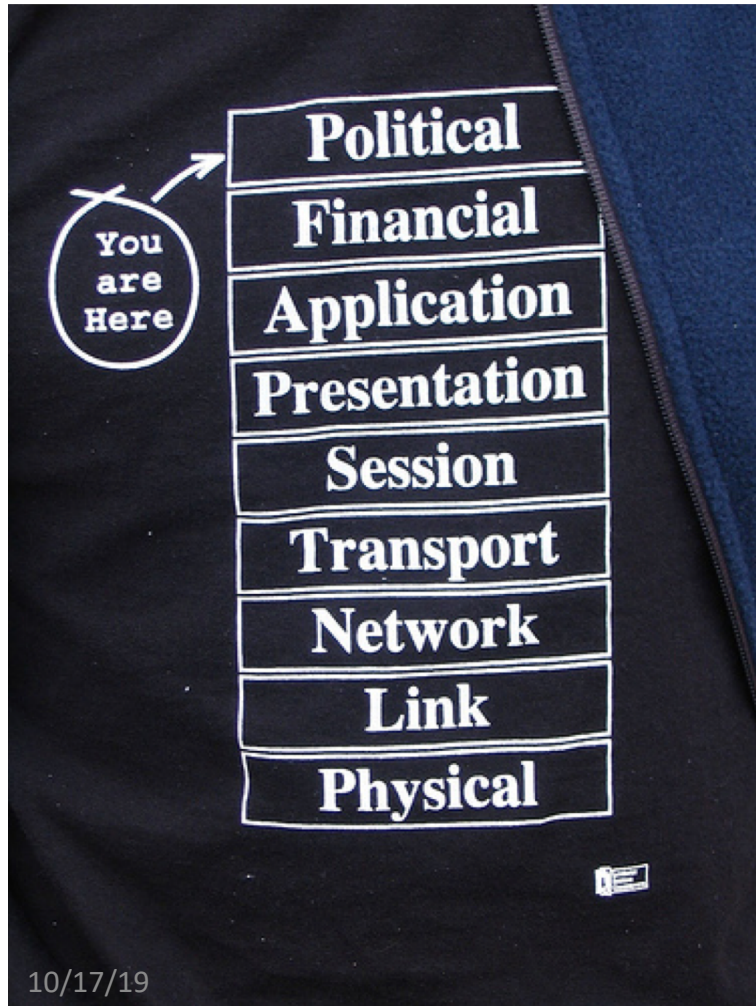 Political
Financial
Application
Presentation
Session
Transport
Network
Link
Physical
You
are
Here
10/17/19